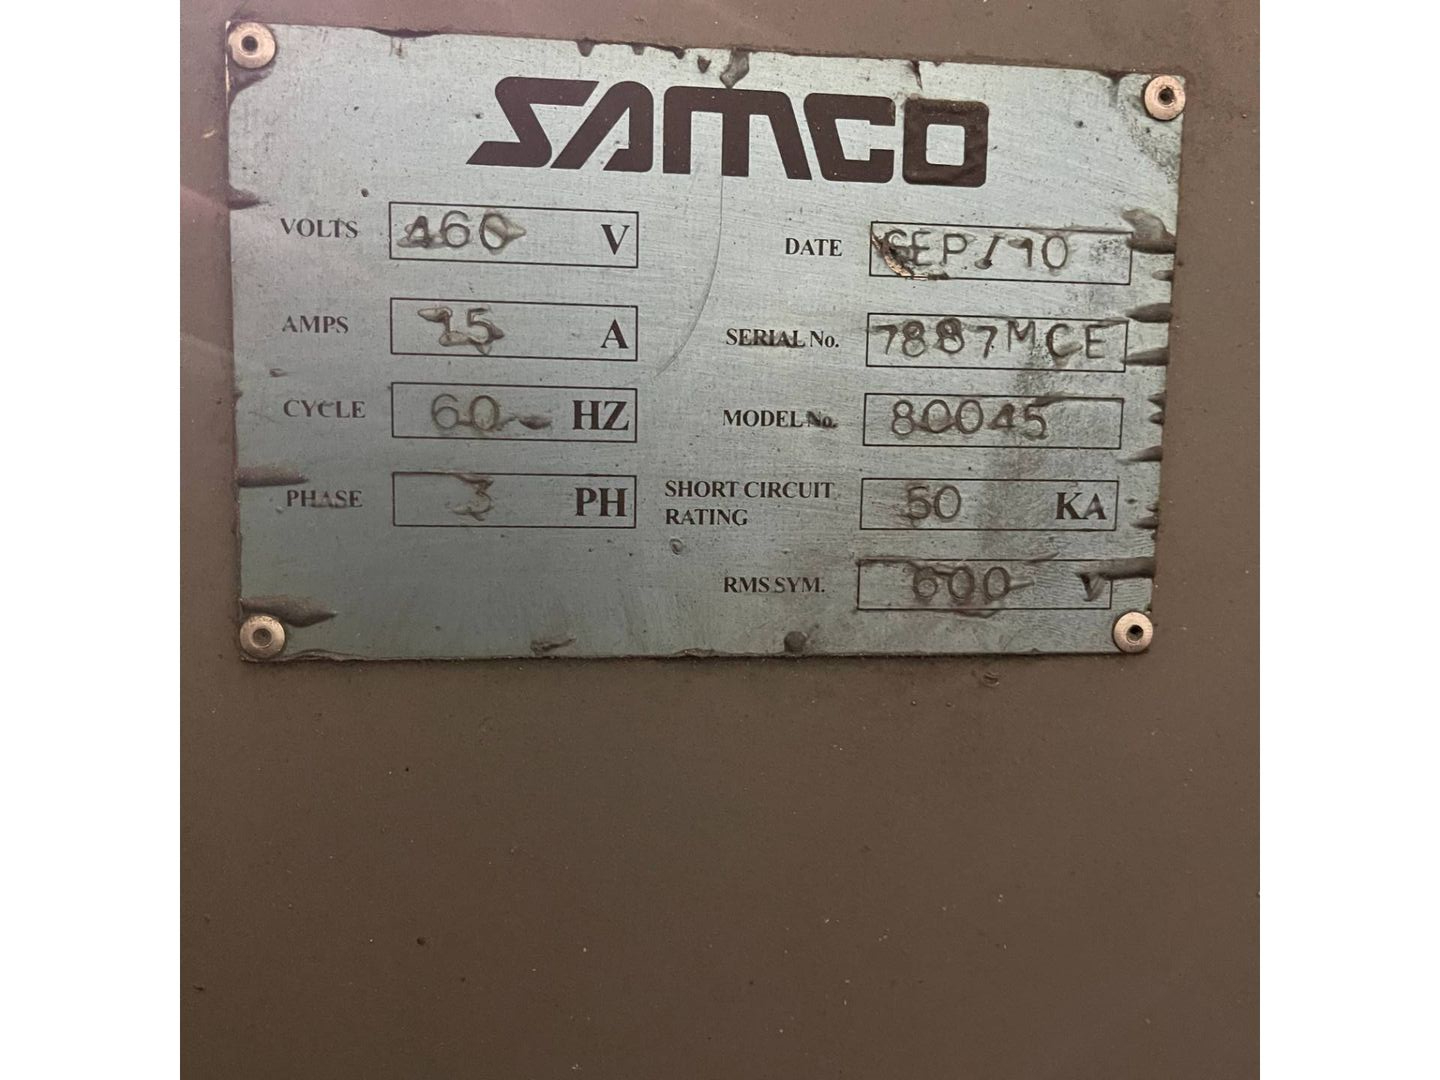 SAMCO
VOLTS 460 V
DATE SEP/10
AMPS 15 A
SERIAL No. 7887MCE
CYCLE 60 HZ
MODEL No. 80045
PHASE 3 PH
SHORT CIRCUIT RATING 50 KA
RMS SYM. 600 V